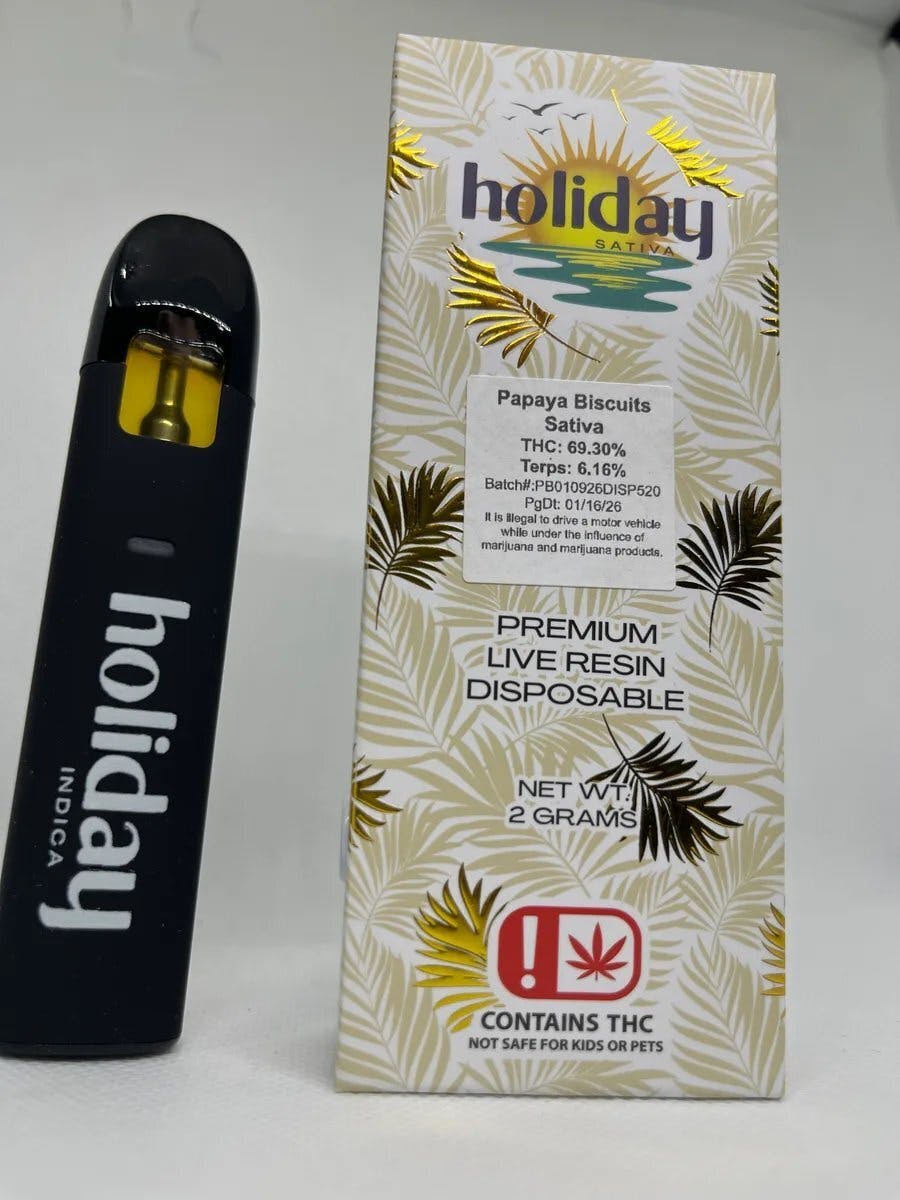 holiday
INDICA
holiday
SATIVA
Papaya Biscuits
Sativa
THC: 69.30%
Terps: 6.16%
Batch#:PB010926DISP520
PgDt: 01/16/26
It is illegal to drive a motor vehicle
while under the influence of
marijuana and marijuana products.
PREMIUM
LIVE RESIN
DISPOSABLE
NET WT:
2 GRAMS
!
CONTAINS THC
NOT SAFE FOR KIDS OR PETS